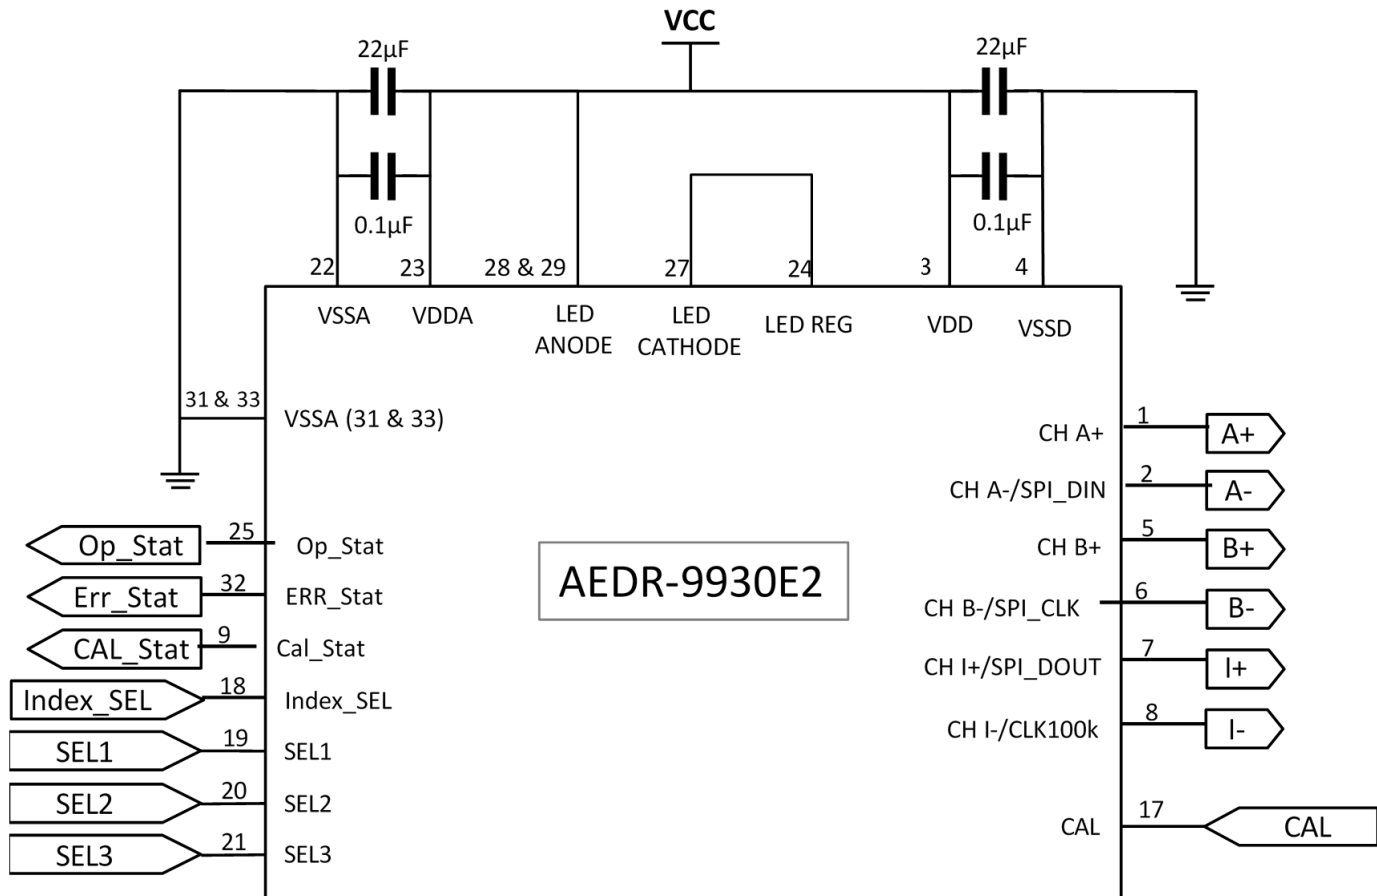 VCC
22µF
22µF
0.1µF
0.1µF
22
23
28 & 29
27
24
3
4
VSSA
VDDA
LED
ANODE
LED
CATHODE
LED REG
VDD
VSSD
31 & 33
VSSA (31 & 33)
CH A+
1
A+
CH A-/SPI_DIN
2
A-
Op_Stat
25
Op_Stat
CH B+
5
B+
AEDR-9930E2
Err_Stat
32
ERR_Stat
CH B-/SPI_CLK
6
B-
CAL_Stat
9
Cal_Stat
CH I+/SPI_DOUT
7
I+
Index_SEL
18
Index_SEL
CH I-/CLK100k
8
I-
SEL1
19
SEL1
SEL2
20
SEL2
CAL
17
CAL
SEL3
21
SEL3